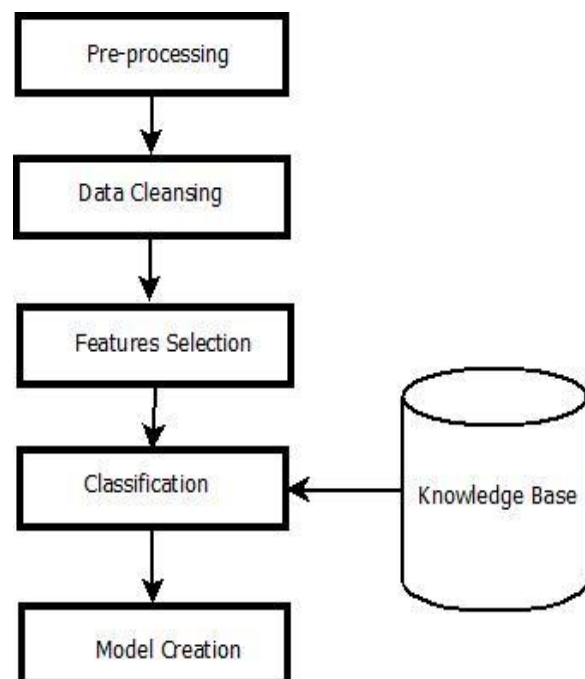 Pre-processing
Data Cleansing
Features Selection
Classification
Knowledge Base
Model Creation